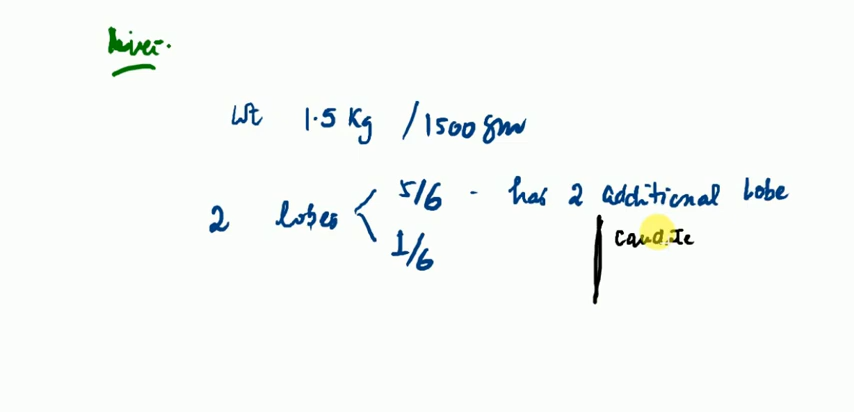 Liver.
Wt 1.5 Kg / 1500 gm
2 lobes < 5/6 - has 2 additional lobe
1/6
Caudate